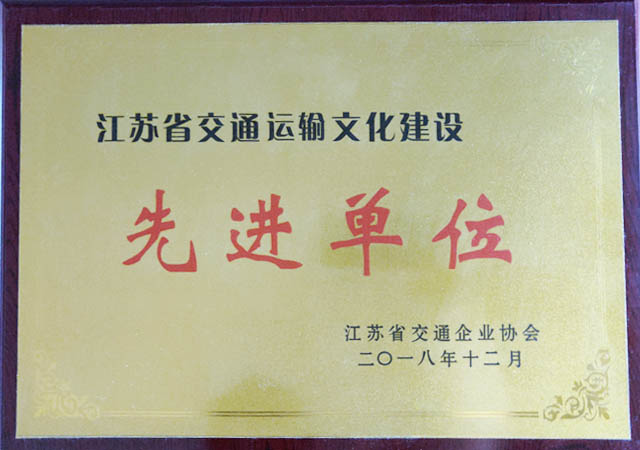 江苏省交通运输文化建设
先进单位
江苏省交通企业协会
二〇一八年十二月